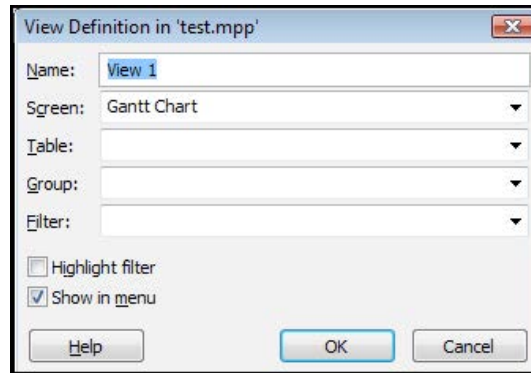 View Definition in 'test.mpp'
Name: View 1
Screen: Gantt Chart
Table:
Group:
Filter:
Highlight filter
Show in menu
Help OK Cancel